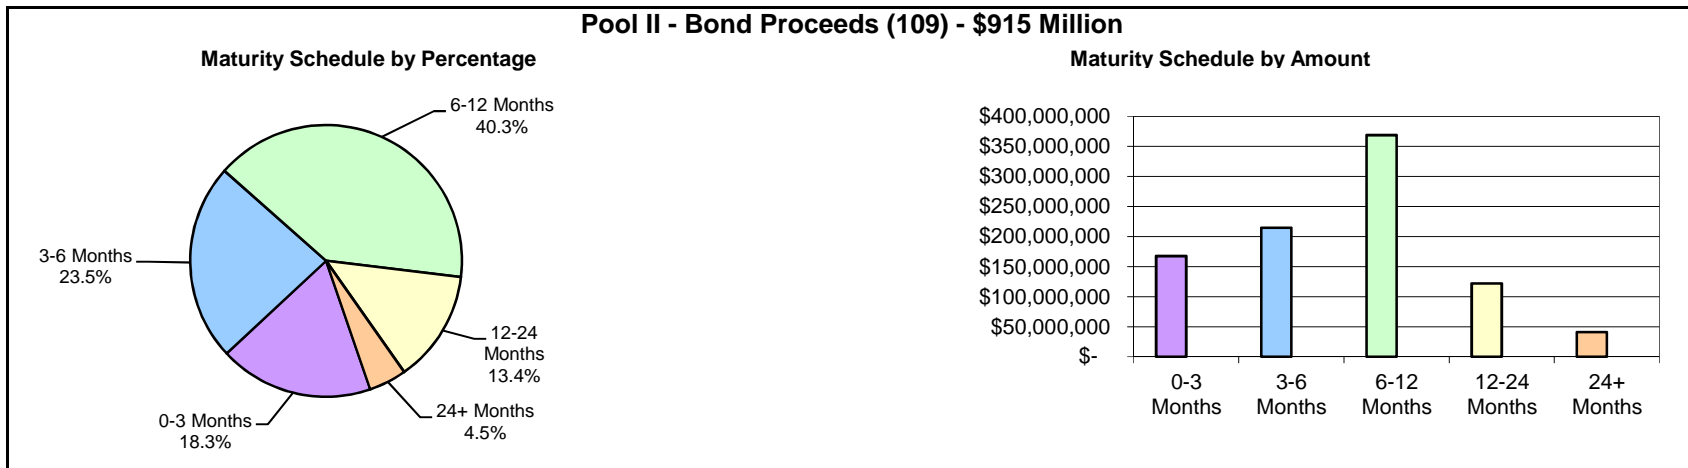 Pool II - Bond Proceeds (109) - $915 Million
Maturity Schedule by Percentage
6-12 Months
40.3%
3-6 Months
23.5%
12-24
Months
13.4%
24+ Months
4.5%
0-3 Months
18.3%
Maturity Schedule by Amount
$400,000,000
$350,000,000
$300,000,000
$250,000,000
$200,000,000
$150,000,000
$100,000,000
$50,000,000
$-
0-3 3-6 6-12 12-24 24+
Months Months Months Months Months